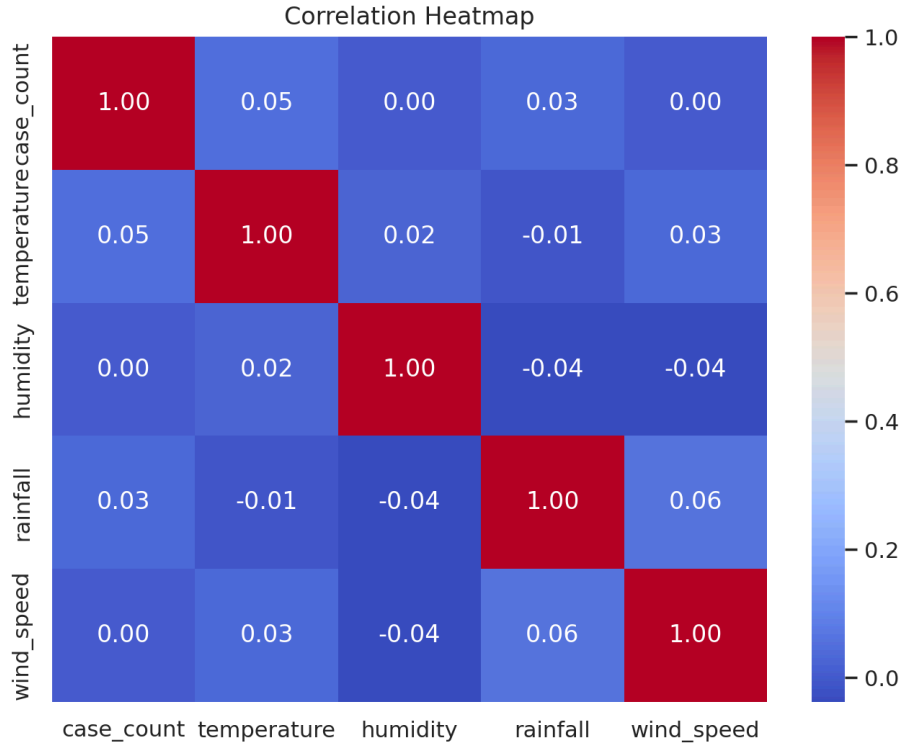 Correlation Heatmap
case_count 1.00 0.05 0.00 0.03 0.00
temperature 0.05 1.00 0.02 -0.01 0.03
humidity 0.00 0.02 1.00 -0.04 -0.04
rainfall 0.03 -0.01 -0.04 1.00 0.06
wind_speed 0.00 0.03 -0.04 0.06 1.00
case_count temperature humidity rainfall wind_speed
1.0
0.8
0.6
0.4
0.2
0.0